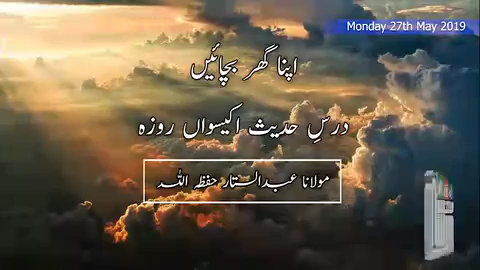 Monday 27th May 2019
اپنا گھر بچائیں
درسِ حدیث اکیسواں روزہ
مولانا عبدالستار حفظہ اللہ